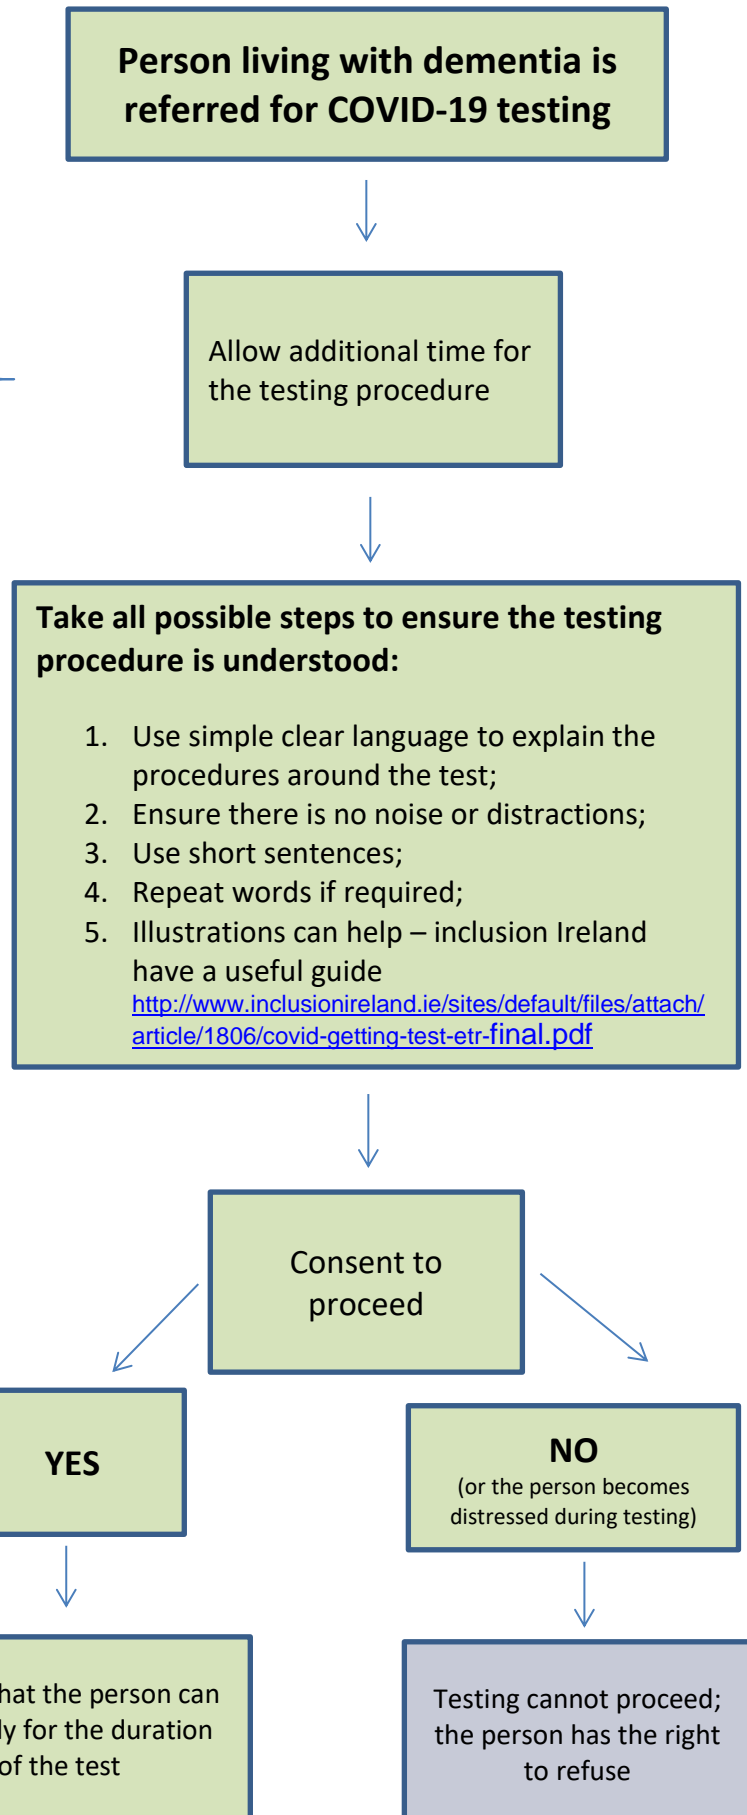 Person living with dementia is
referred for COVID-19 testing
Allow additional time for
the testing procedure
Take all possible steps to ensure the testing
procedure is understood:
1. Use simple clear language to explain the
procedures around the test;
2. Ensure there is no noise or distractions;
3. Use short sentences;
4. Repeat words if required;
5. Illustrations can help – inclusion Ireland
have a useful guide
http://www.inclusionireland.ie/sites/default/files/attach/
article/1806/covid-getting-test-etr-final.pdf
Consent to
proceed
YES
NO
(or the person becomes
distressed during testing)
that the person can
for the duration
of the test
Testing cannot proceed;
the person has the right
to refuse